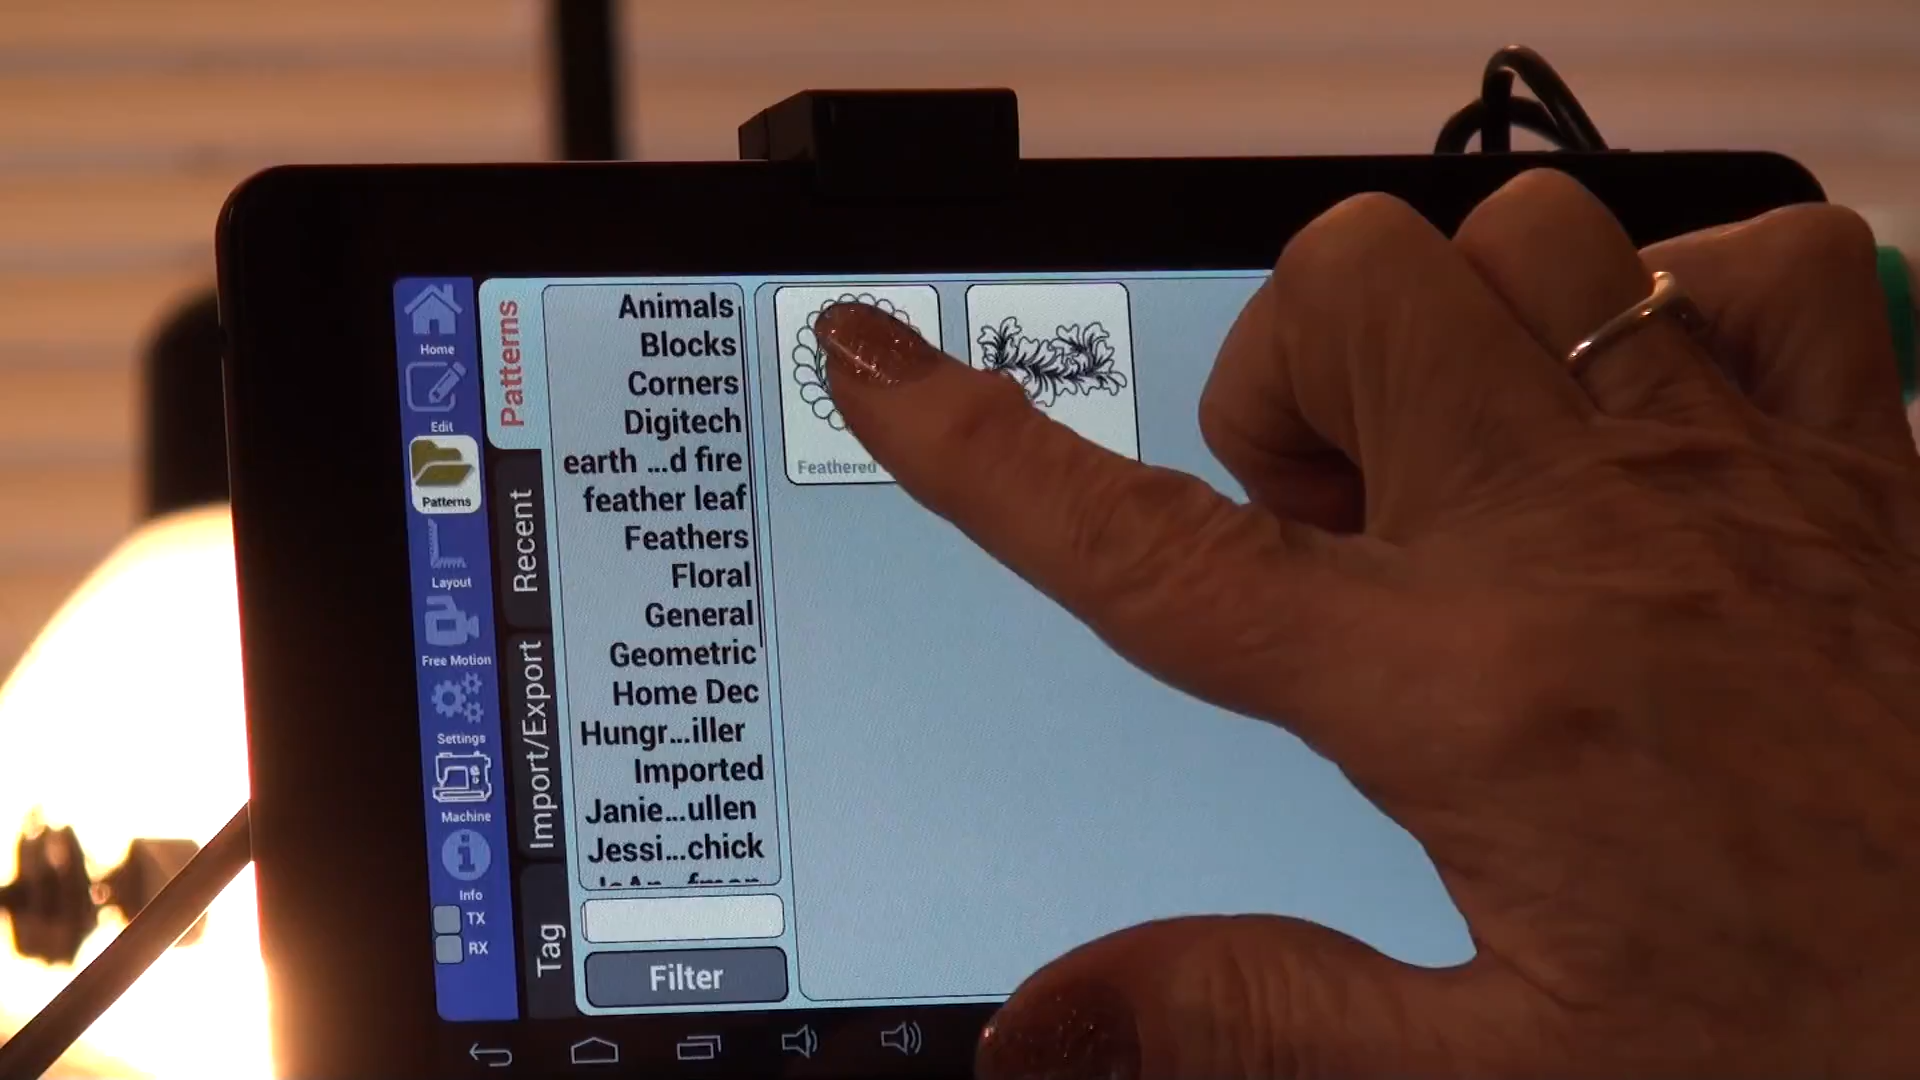 Home
Edit
Patterns
Layout
Free Motion
Settings
Machine
Info
TX
RX
Patterns
Recent
Import/Export
Tag
Animals
Blocks
Corners
Digitech
earth ...d fire
feather leaf
Feathers
Floral
General
Geometric
Home Dec
Hungr...iller
Imported
Janie...ullen
Jessi...chick
Filter
Feathered